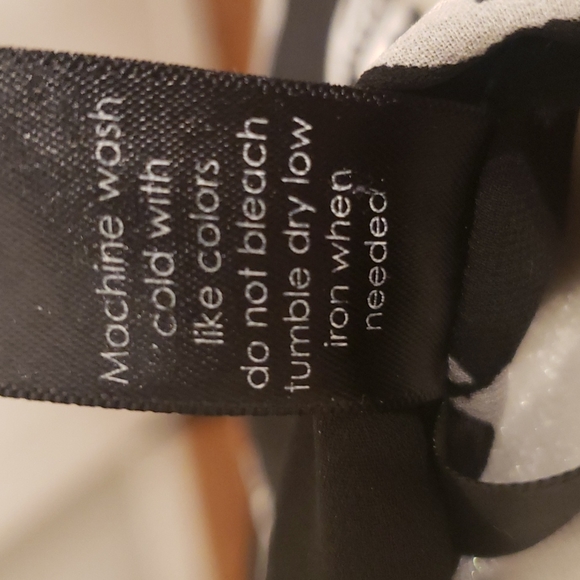 Machine wash
cold with
like colors
do not bleach
tumble dry low
iron when
needed